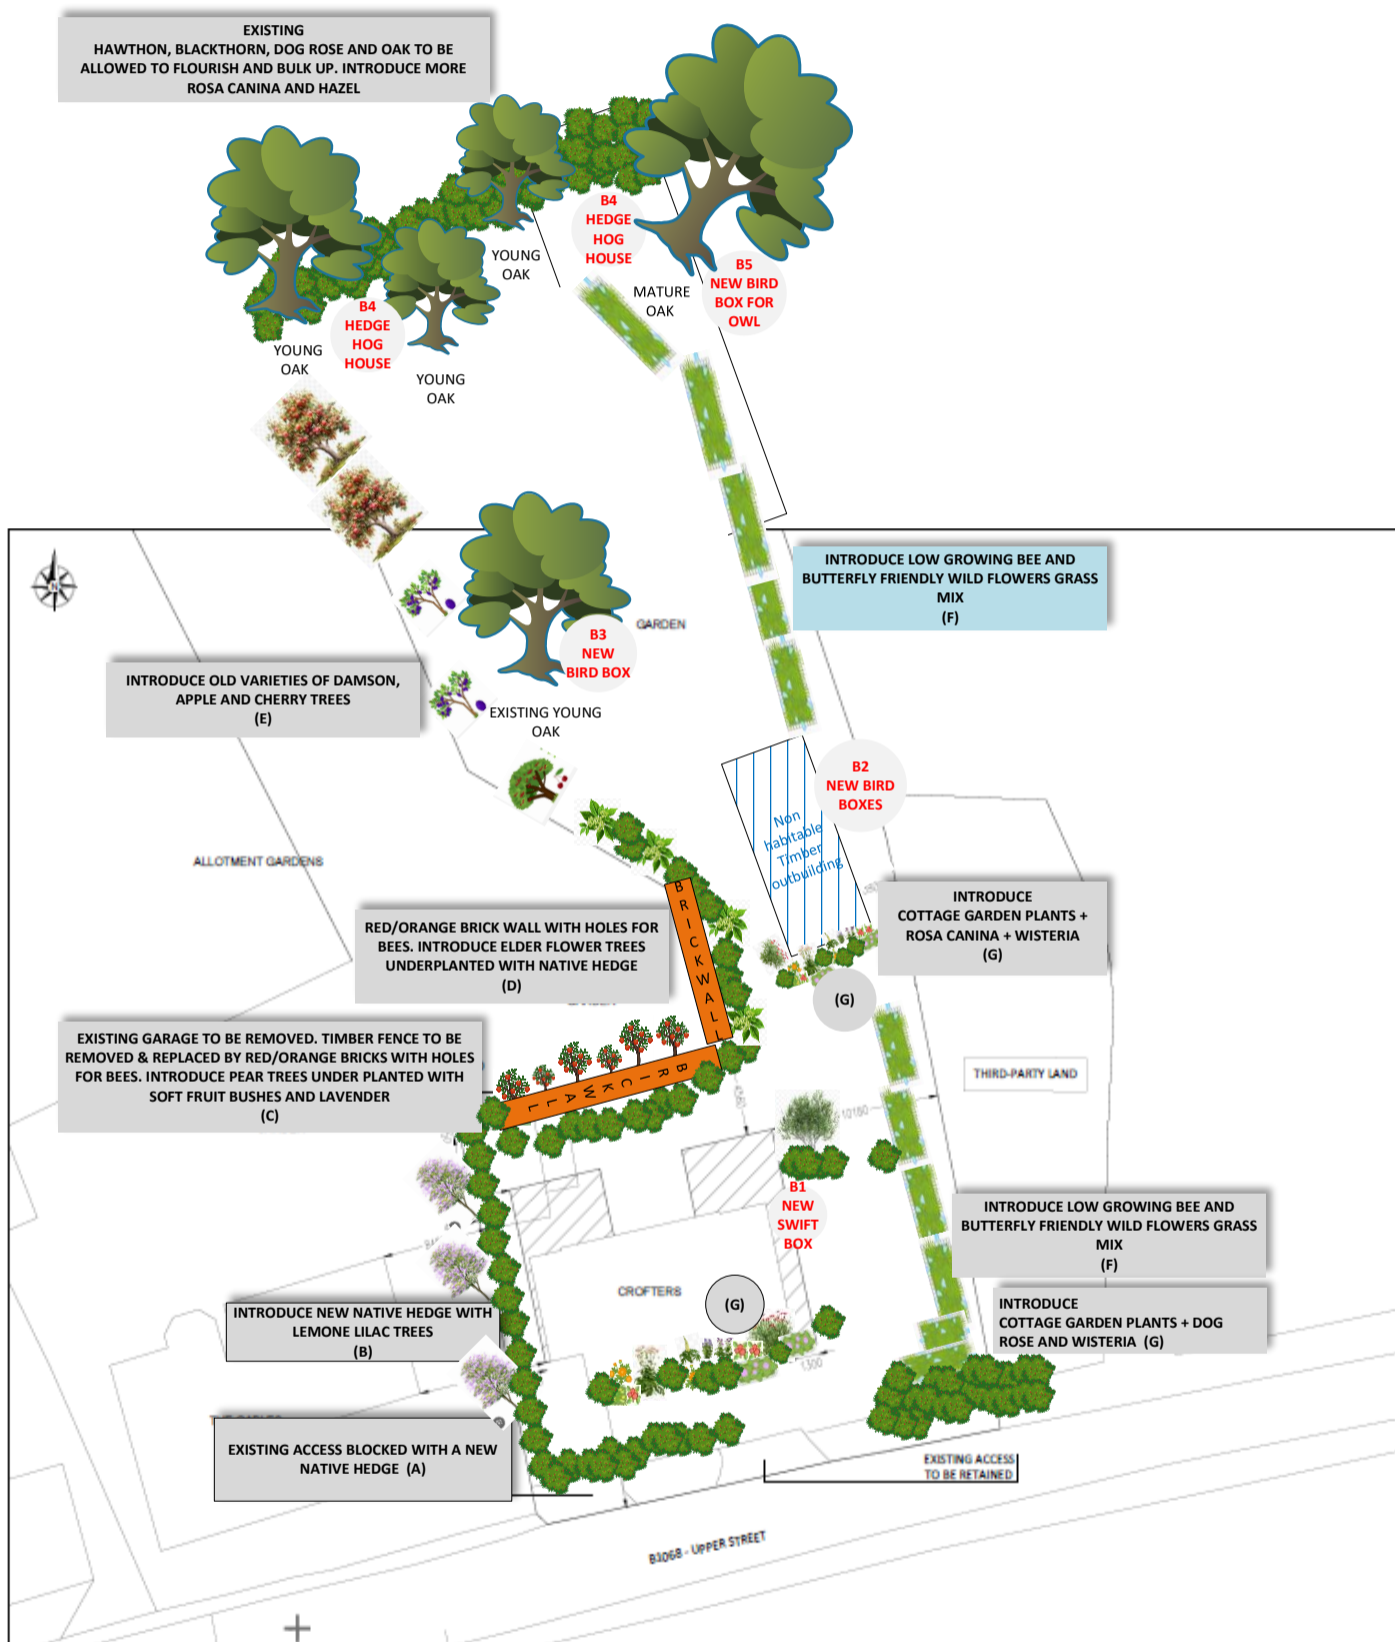 EXISTING
HAWTHON, BLACKTHORN, DOG ROSE AND OAK TO BE
ALLOWED TO FLOURISH AND BULK UP. INTRODUCE MORE
ROSA CANINA AND HAZEL
B4
HEDGE
HOG
HOUSE
YOUNG
OAK
B5
NEW BIRD
BOX FOR
OWL
MATURE
OAK
B4
HEDGE
HOG
HOUSE
YOUNG
OAK
YOUNG
OAK
N
INTRODUCE LOW GROWING BEE AND
BUTTERFLY FRIENDLY WILD FLOWERS GRASS
MIX
(F)
GARDEN
B3
NEW
BIRD BOX
INTRODUCE OLD VARIETIES OF DAMSON,
APPLE AND CHERRY TREES
(E)
EXISTING YOUNG
OAK
B2
NEW BIRD
BOXES
Non
habitable
Timber
outbuilding
ALLOTMENT GARDENS
INTRODUCE
COTTAGE GARDEN PLANTS +
ROSA CANINA + WISTERIA
(G)
BRICKWALL
RED/ORANGE BRICK WALL WITH HOLES FOR
BEES. INTRODUCE ELDER FLOWER TREES
UNDERPLANTED WITH NATIVE HEDGE
(D)
(G)
EXISTING GARAGE TO BE REMOVED. TIMBER FENCE TO BE
REMOVED & REPLACED BY RED/ORANGE BRICKS WITH HOLES
FOR BEES. INTRODUCE PEAR TREES UNDER PLANTED WITH
SOFT FRUIT BUSHES AND LAVENDER
(C)
BRICKWALL
THIRD-PARTY LAND
10180
B1
NEW
SWIFT
BOX
INTRODUCE LOW GROWING BEE AND
BUTTERFLY FRIENDLY WILD FLOWERS GRASS
MIX
(F)
CROFTERS
(G)
INTRODUCE
COTTAGE GARDEN PLANTS + DOG
ROSE AND WISTERIA (G)
INTRODUCE NEW NATIVE HEDGE WITH
LEMONE LILAC TREES
(B)
1300
EXISTING ACCESS BLOCKED WITH A NEW
NATIVE HEDGE (A)
EXISTING ACCESS
TO BE RETAINED
B1068 - UPPER STREET